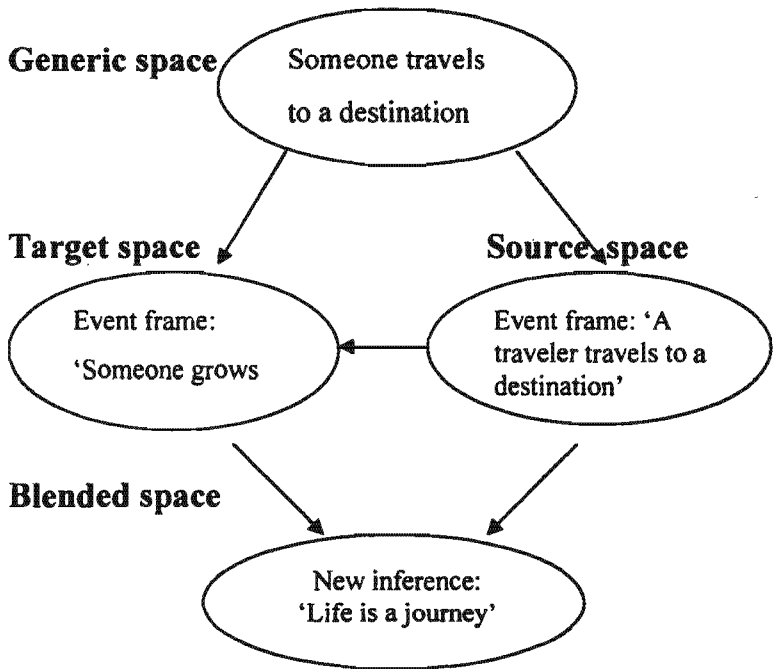 Generic space
Someone travels
to a destination
Target space
Source space
Event frame:
‘Someone grows
Event frame: ‘A
traveler travels to a
destination’
Blended space
New inference:
‘Life is a journey’